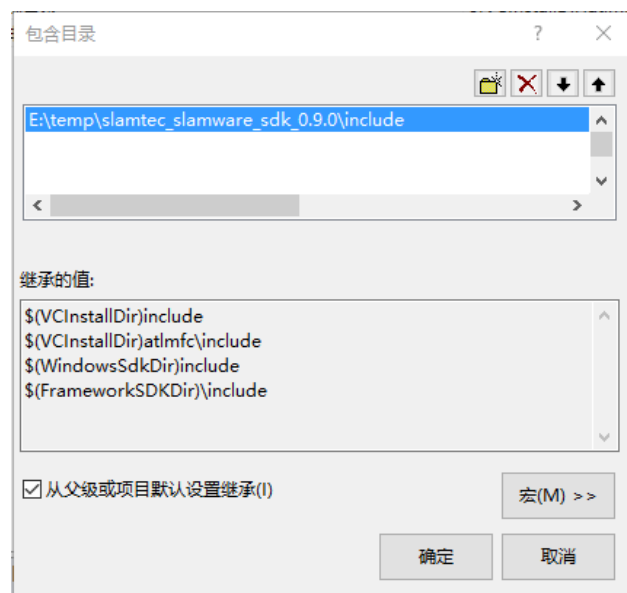 包含目录
E:\temp\slamtec_slamware_sdk_0.9.0\include
继承的值:
$(VCInstallDir)include
$(VCInstallDir)atlmfc\include
$(WindowsSdkDir)include
$(FrameworkSDKDir)\include
从父级或项目默认设置继承(I)
宏(M) >>
确定
取消